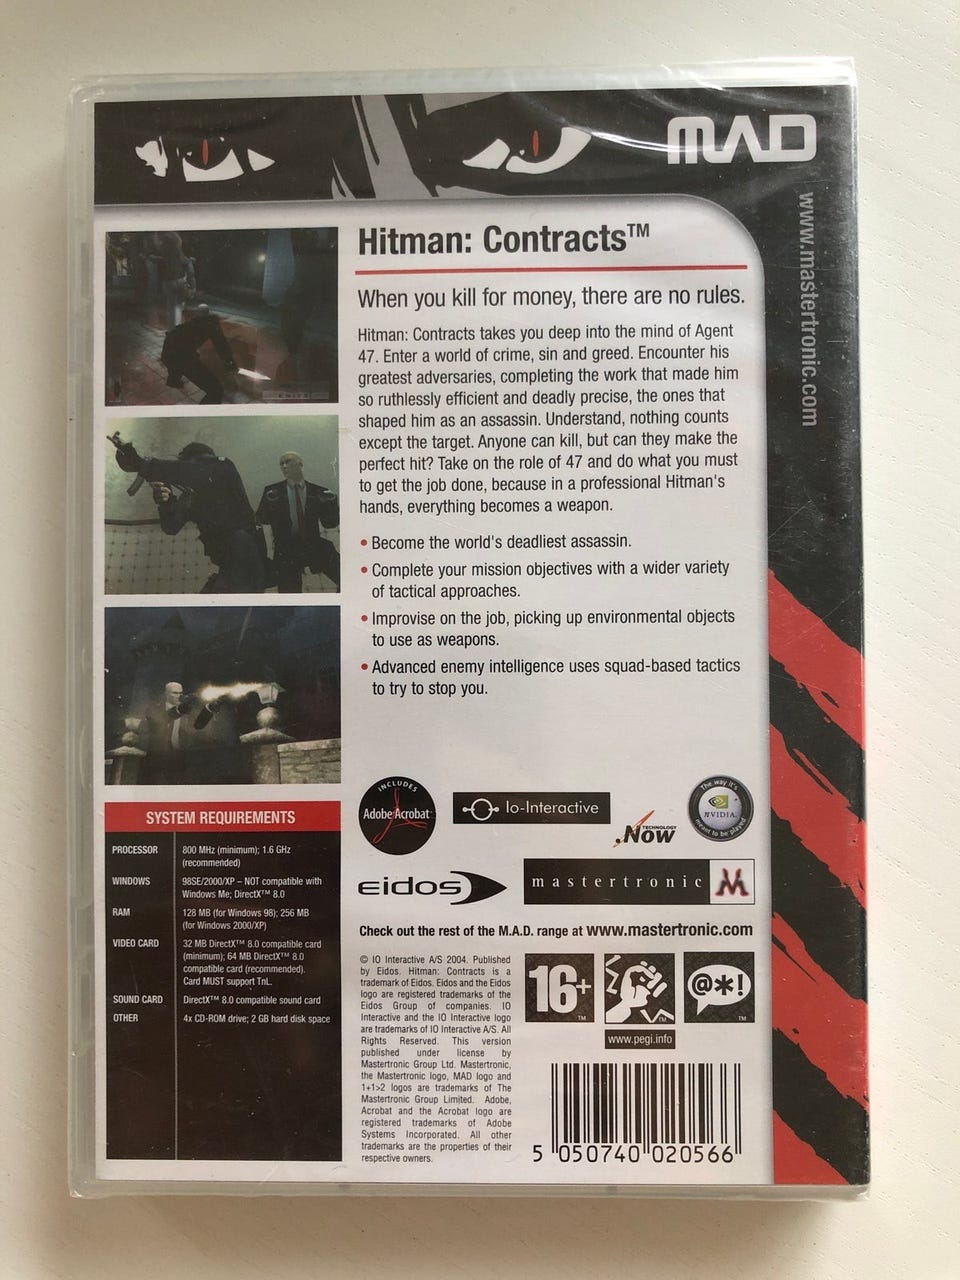 MAD
www.mastertronic.com
Hitman: Contracts™
When you kill for money, there are no rules.
Hitman: Contracts takes you deep into the mind of Agent
47. Enter a world of crime, sin and greed. Encounter his
greatest adversaries, completing the work that made him
so ruthlessly efficient and deadly precise, the ones that
shaped him as an assassin. Understand, nothing counts
except the target. Anyone can kill, but can they make the
perfect hit? Take on the role of 47 and do what you must
to get the job done, because in a professional Hitman's
hands, everything becomes a weapon.
• Become the world's deadliest assassin.
• Complete your mission objectives with a wider variety
of tactical approaches.
• Improvise on the job, picking up environmental objects
to use as weapons.
• Advanced enemy intelligence uses squad-based tactics
to try to stop you.
SYSTEM REQUIREMENTS
PROCESSOR 800 MHz (minimum); 1.6 GHz
(recommended)
WINDOWS 98SE/2000/XP – NOT compatible with
Windows Me; DirectX™ 8.0
RAM 128 MB (for Windows 98); 256 MB
(for Windows 2000/XP)
VIDEO CARD 32 MB DirectX™ 8.0 compatible card
(minimum); 64 MB DirectX™ 8.0
compatible card (recommended).
Card MUST support TnL.
SOUND CARD DirectX™ 8.0 compatible sound card
OTHER 4x CD-ROM drive; 2 GB hard disk space
INCLUDES
Adobe Acrobat
Io-Interactive
.Now TECHNOLOGY
The way it's
NVIDIA.
meant to be played
eidos
mastertronic M
Check out the rest of the M.A.D. range at www.mastertronic.com
© IO Interactive A/S 2004. Published
by Eidos. Hitman: Contracts is a
trademark of Eidos. Eidos and the Eidos
logo are registered trademarks of the
Eidos Group of companies. IO
Interactive and the IO Interactive logo
are trademarks of IO Interactive A/S. All
Rights Reserved. This version
published under license by
Mastertronic Group Ltd. Mastertronic,
the Mastertronic logo, MAD logo and
1+1>2 logos are trademarks of The
Mastertronic Group Limited. Adobe,
Acrobat and the Acrobat logo are
registered trademarks of Adobe
Systems Incorporated. All other
trademarks are the properties of their
respective owners.
16+ ™
™
@*! ™
www.pegi.info
5 050740 020566